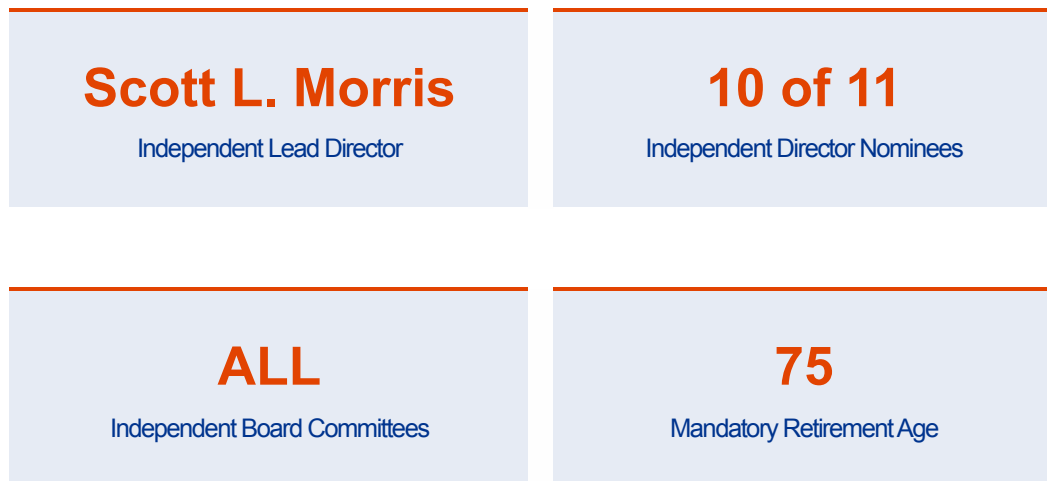 Scott L. Morris
Independent Lead Director
10 of 11
Independent Director Nominees
ALL
Independent Board Committees
75
Mandatory Retirement Age